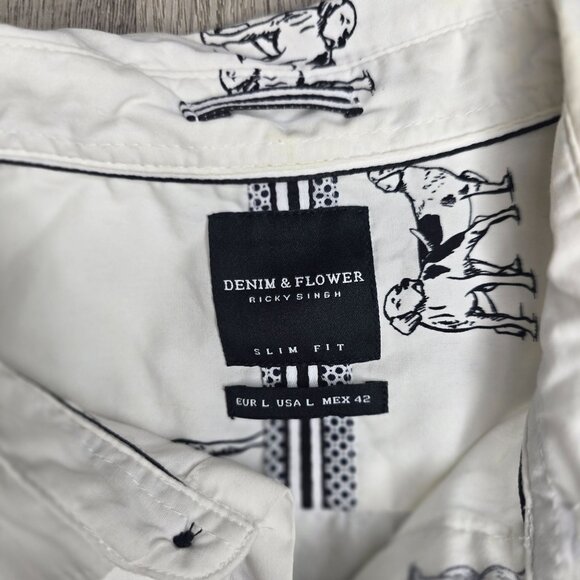 DENIM & FLOWER
RICKY SINGH
SLIM FIT
EUR L USA L MEX 42